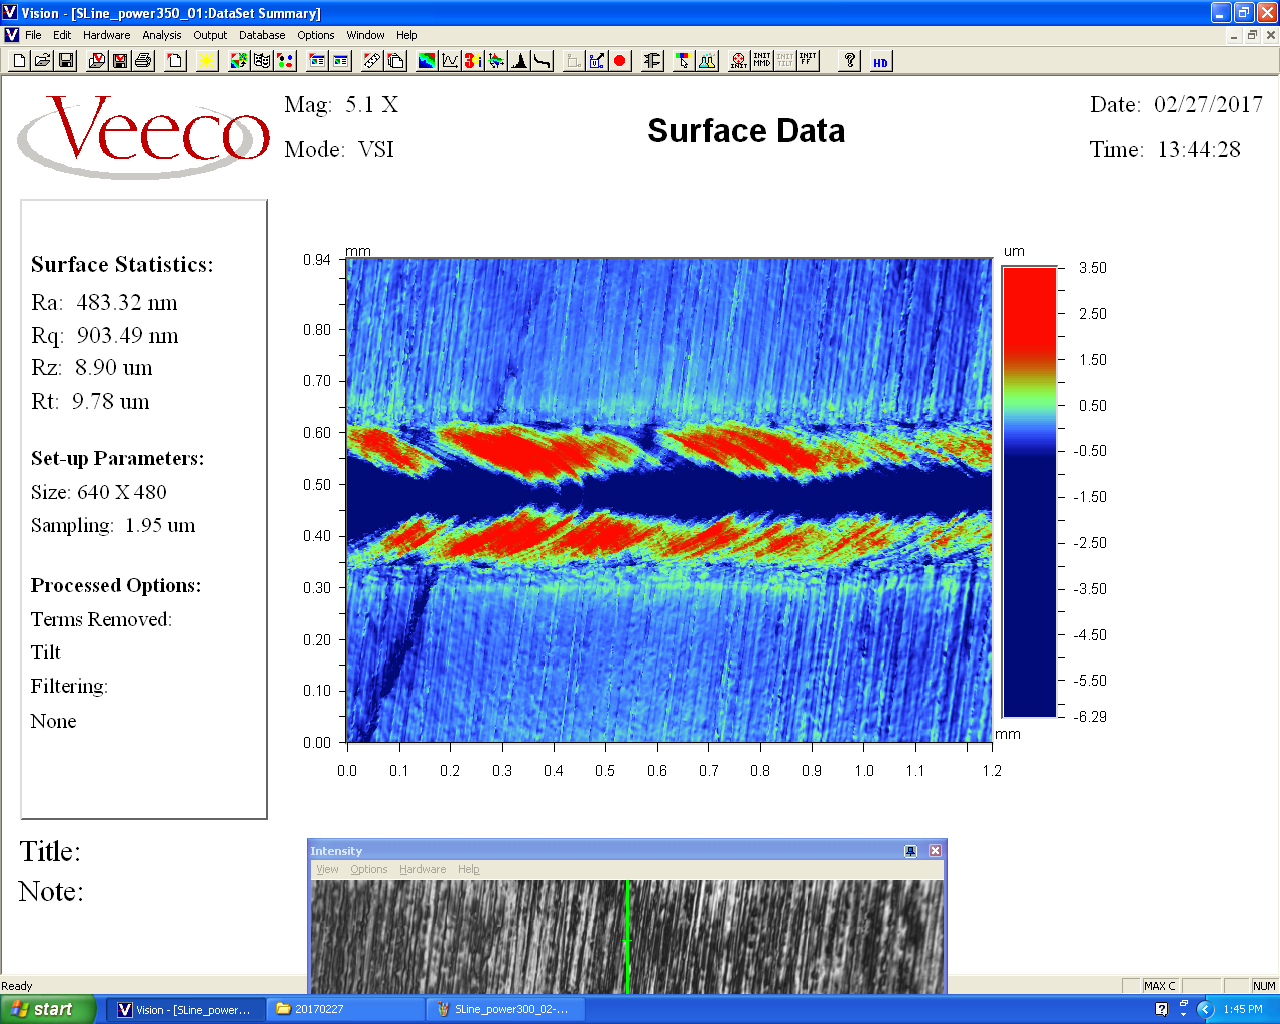 Vision - [SLine_power350_01:DataSet Summary]
File Edit Hardware Analysis Output Database Options Window Help
INIT INIT MMD INIT TILT INIT FF ? HD
Veeco
Mag: 5.1 X
Mode: VSI
Surface Data
Date: 02/27/2017
Time: 13:44:28
Surface Statistics:
Ra: 483.32 nm
Rq: 903.49 nm
Rz: 8.90 um
Rt: 9.78 um
Set-up Parameters:
Size: 640 X 480
Sampling: 1.95 um
Processed Options:
Terms Removed:
Tilt
Filtering:
None
mm
0.94
0.80
0.70
0.60
0.50
0.40
0.30
0.20
0.10
0.00
0.0 0.1 0.2 0.3 0.4 0.5 0.6 0.7 0.8 0.9 1.0 1.1 1.2
mm
um
3.50
2.50
1.50
0.50
-0.50
-1.50
-2.50
-3.50
-4.50
-5.50
-6.29
Title:
Note:
Intensity
View Options Hardware Help
Ready
MAX C NUM
start Vision - [SLine_power... 20170227 SLine_power300_02-... 1:45 PM